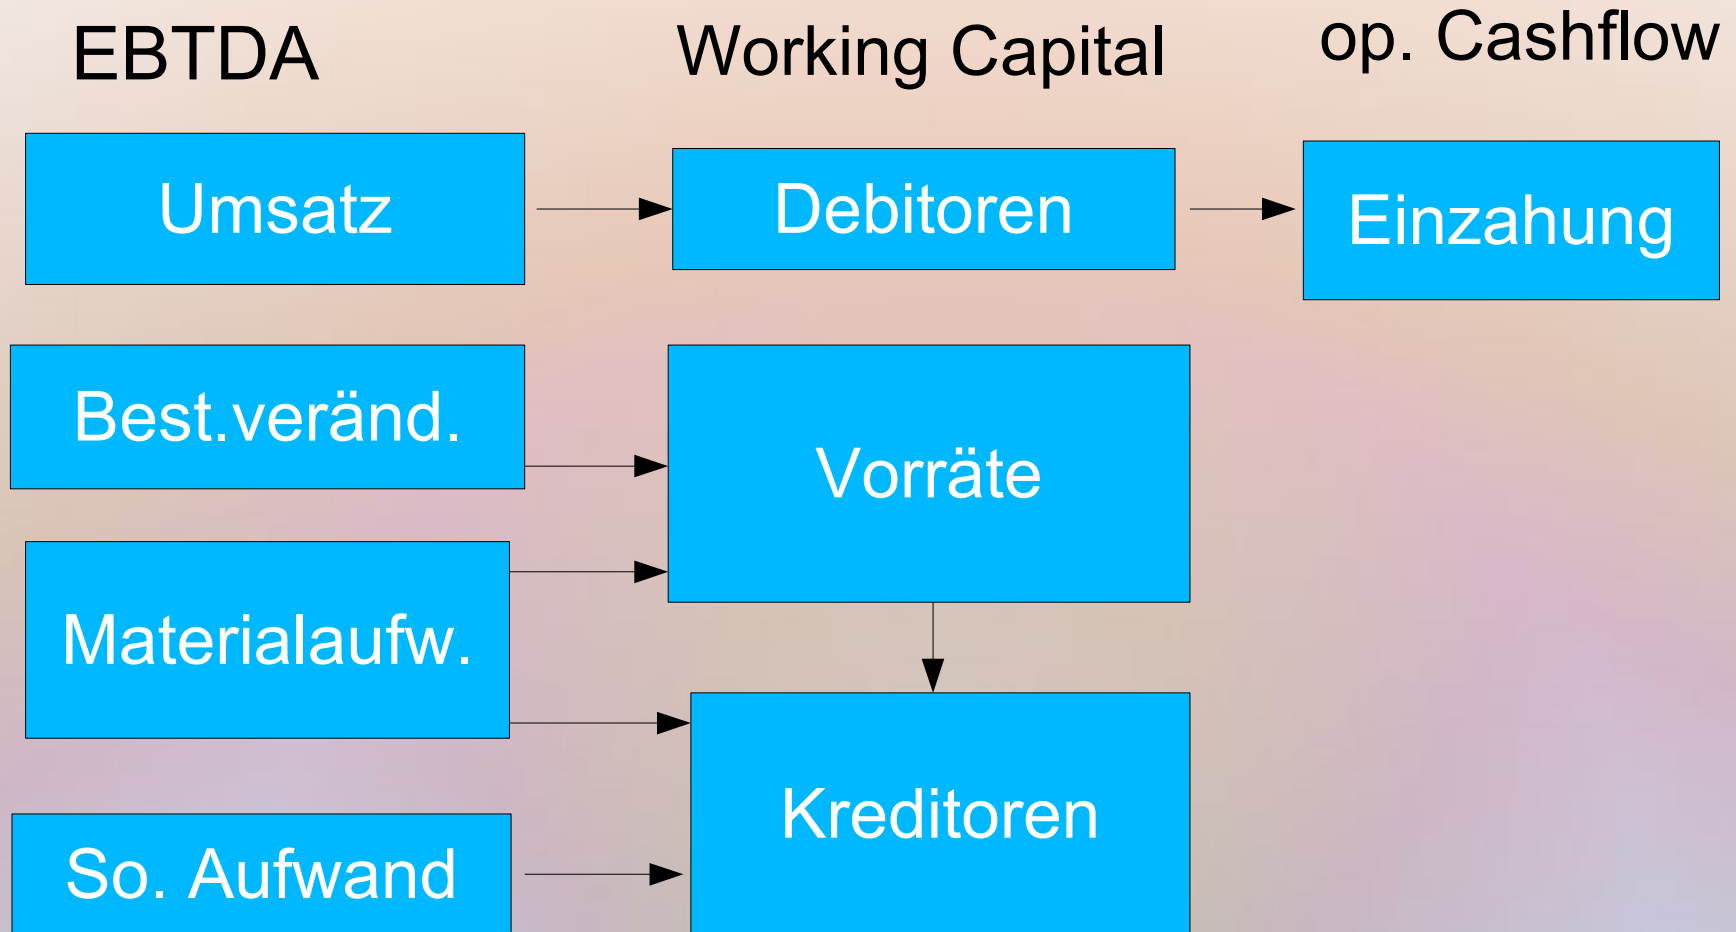 EBTDA
Working Capital
op. Cashflow
Umsatz
Debitoren
Einzahung
Best.veränd.
Vorräte
Materialaufw.
Kreditoren
So. Aufwand